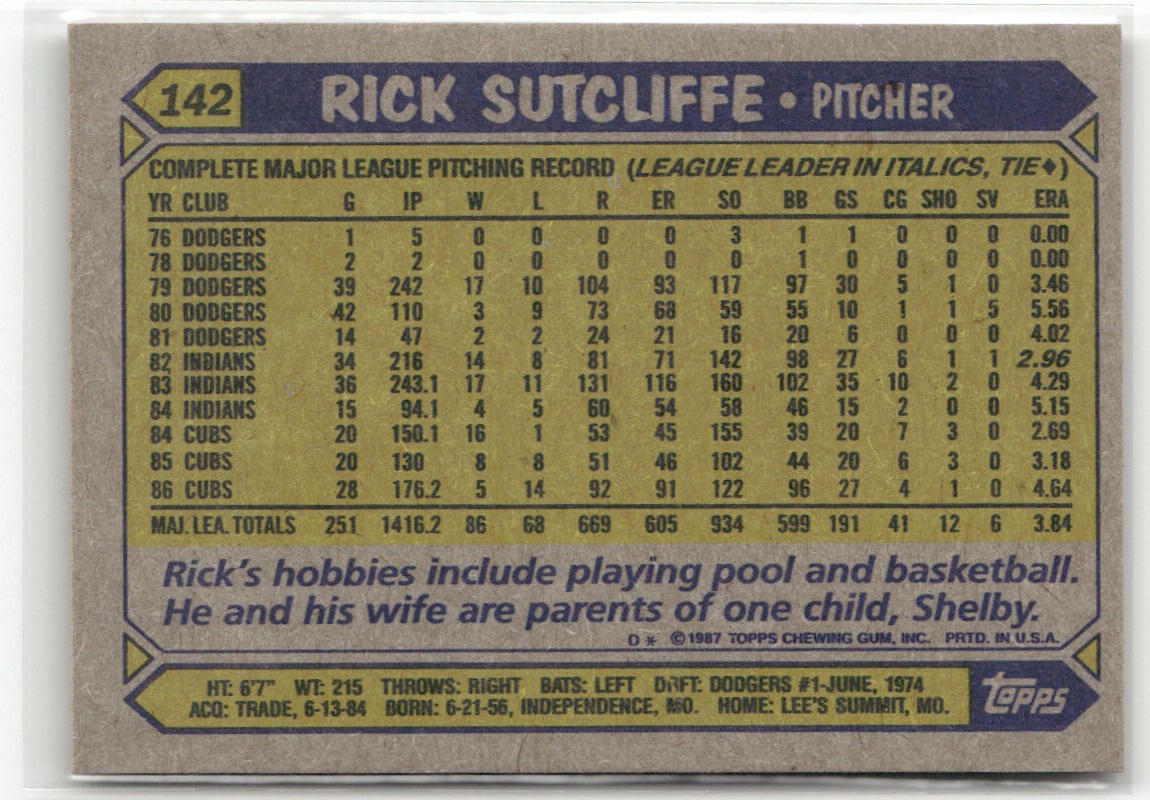 142 RICK SUTCLIFFE • PITCHER
COMPLETE MAJOR LEAGUE PITCHING RECORD (LEAGUE LEADER IN ITALICS, TIE♦)
YR CLUB G IP W L R ER SO BB GS CG SHO SV ERA
76 DODGERS 1 5 0 0 0 0 3 1 1 0 0 0 0.00
78 DODGERS 2 2 0 0 0 0 0 1 0 0 0 0 0.00
79 DODGERS 39 242 17 10 104 93 117 97 30 5 1 0 3.46
80 DODGERS 42 110 3 9 73 68 59 55 10 1 1 5 5.56
81 DODGERS 14 47 2 2 24 21 16 20 6 0 0 0 4.02
82 INDIANS 34 216 14 8 81 71 142 98 27 6 1 1 2.96
83 INDIANS 36 243.1 17 11 131 116 160 102 35 10 2 0 4.29
84 INDIANS 15 94.1 4 5 60 54 58 46 15 2 0 0 5.15
84 CUBS 20 150.1 16 1 53 45 155 39 20 7 3 0 2.69
85 CUBS 20 130 8 8 51 46 102 44 20 6 3 0 3.18
86 CUBS 28 176.2 5 14 92 91 122 96 27 4 1 0 4.64
MAJ. LEA. TOTALS 251 1416.2 86 68 669 605 934 599 191 41 12 6 3.84
Rick's hobbies include playing pool and basketball.
He and his wife are parents of one child, Shelby.
D * ©1987 TOPPS CHEWING GUM, INC. PRTD. IN U.S.A.
HT: 6'7" WT: 215 THROWS: RIGHT BATS: LEFT DRFT: DODGERS #1-JUNE, 1974
ACQ: TRADE, 6-13-84 BORN: 6-21-56, INDEPENDENCE, MO. HOME: LEE'S SUMMIT, MO.
topps